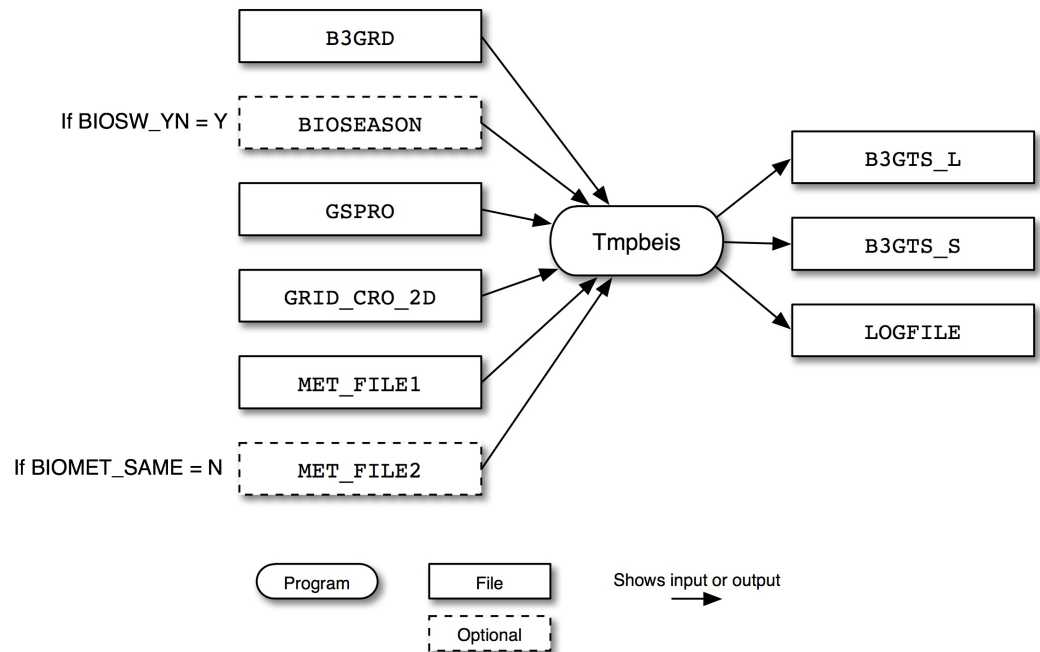 B3GRD
If BIOSW_YN = Y
BIOSEASON
GSPRO
GRID_CRO_2D
MET_FILE1
If BIOMET_SAME = N
MET_FILE2
Tmpbeis
B3GTS_L
B3GTS_S
LOGFILE
Program
File
Shows input or output
Optional